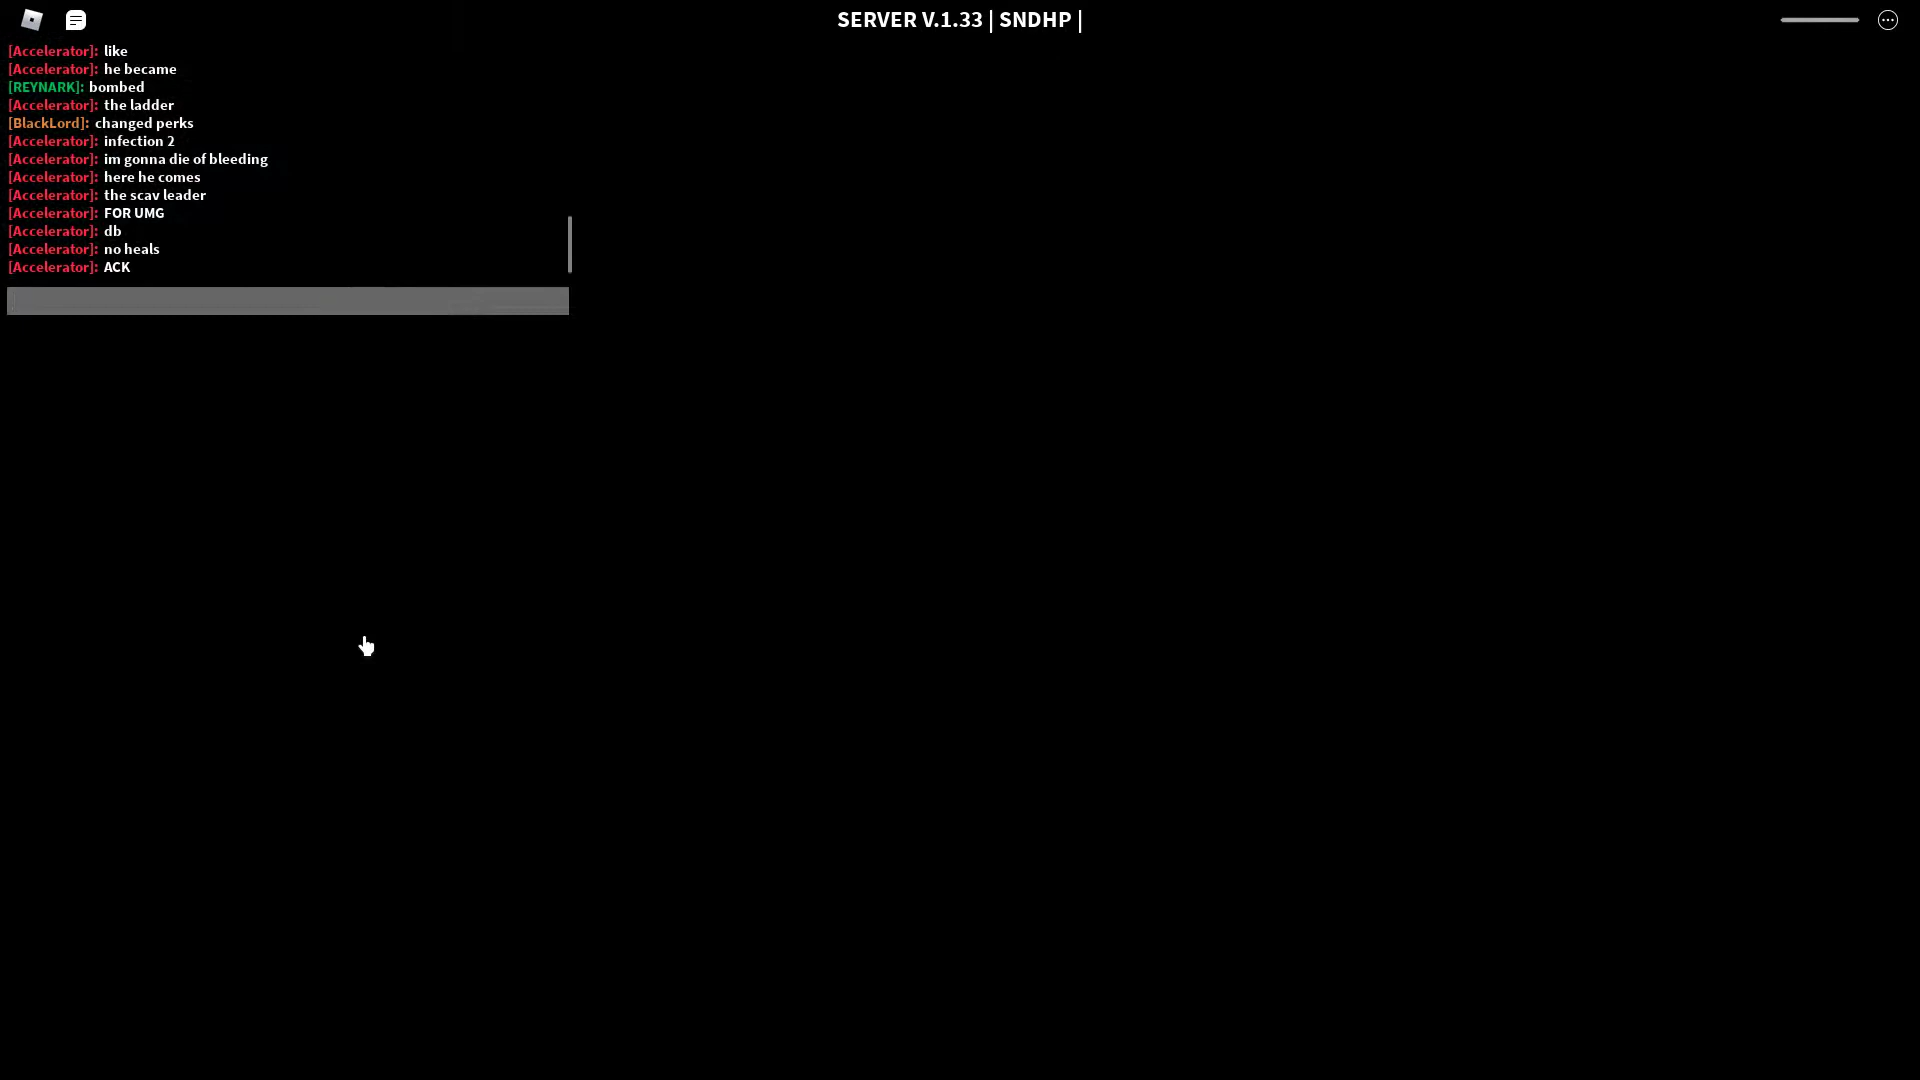 SERVER V.1.33 | SNDHP |
[Accelerator]: like
[Accelerator]: he became
[REYNARK]: bombed
[Accelerator]: the ladder
[BlackLord]: changed perks
[Accelerator]: infection 2
[Accelerator]: im gonna die of bleeding
[Accelerator]: here he comes
[Accelerator]: the scav leader
[Accelerator]: FOR UMG
[Accelerator]: db
[Accelerator]: no heals
[Accelerator]: ACK